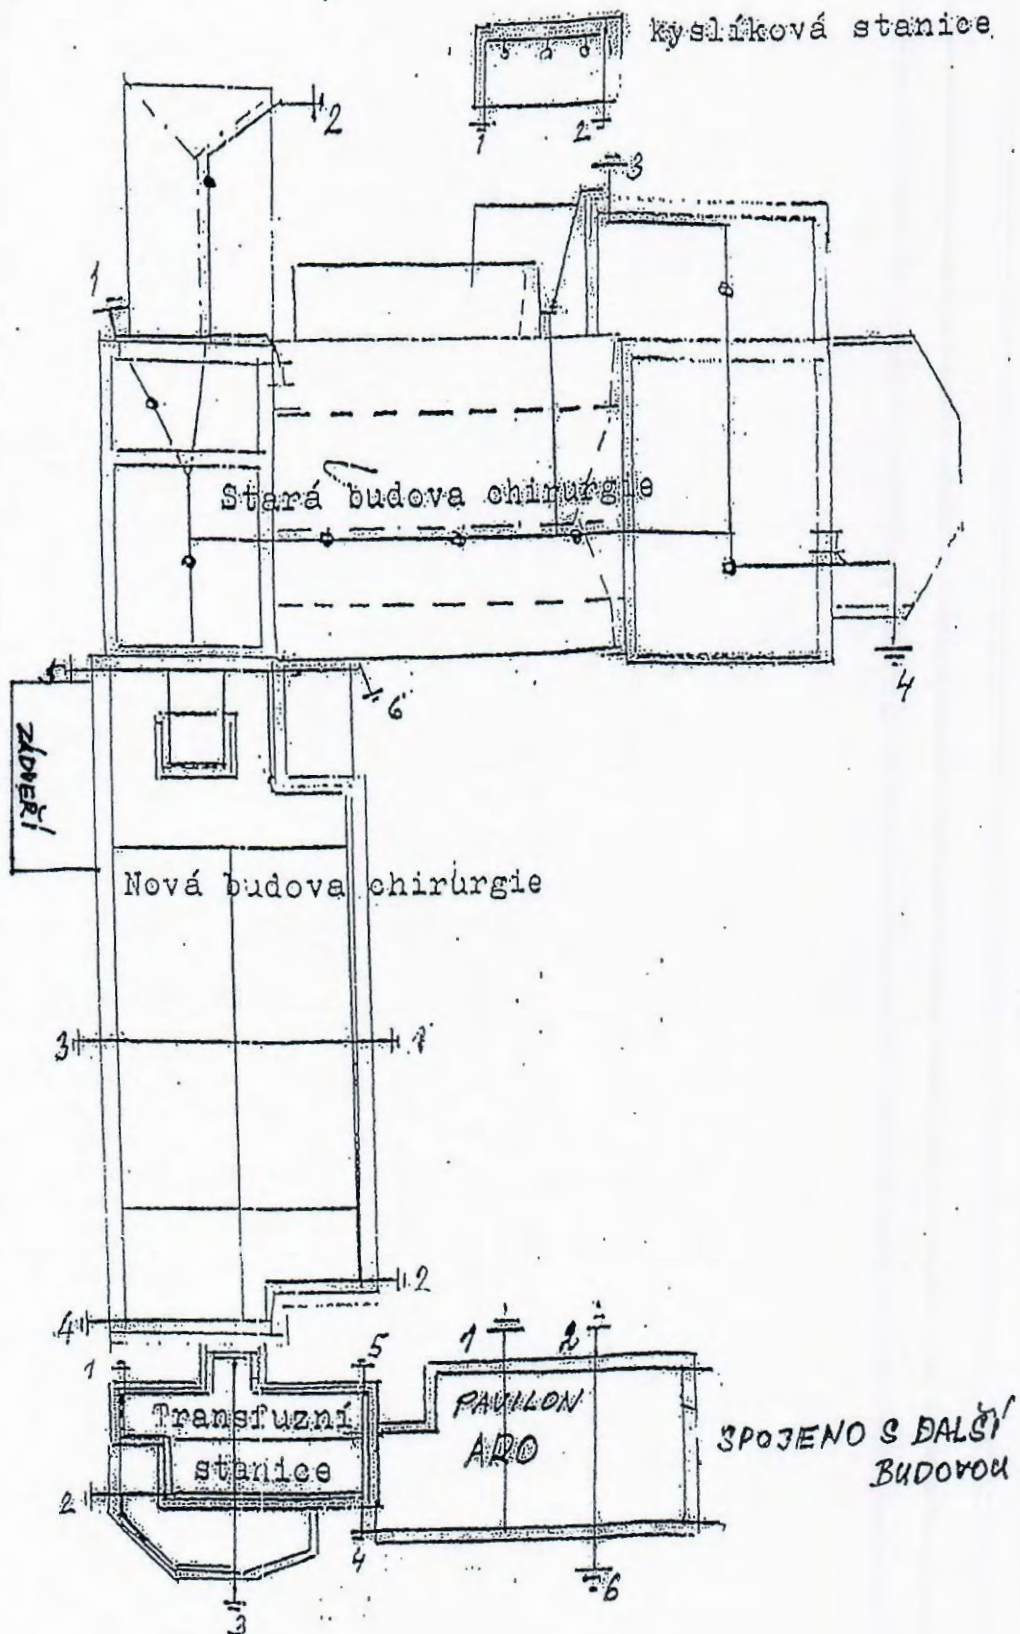 kyslíková stanice
2
1
2
3
1
Stará budova chirurgie
4
6
ZÁDVEŘÍ
Nová budova chirurgie
3
1
2
4
1
5
1
2
Transfuzní
stanice
PAVILON
ARO
SPOJENO S DALŠÍ
BUDOVOU
2
4
3
6